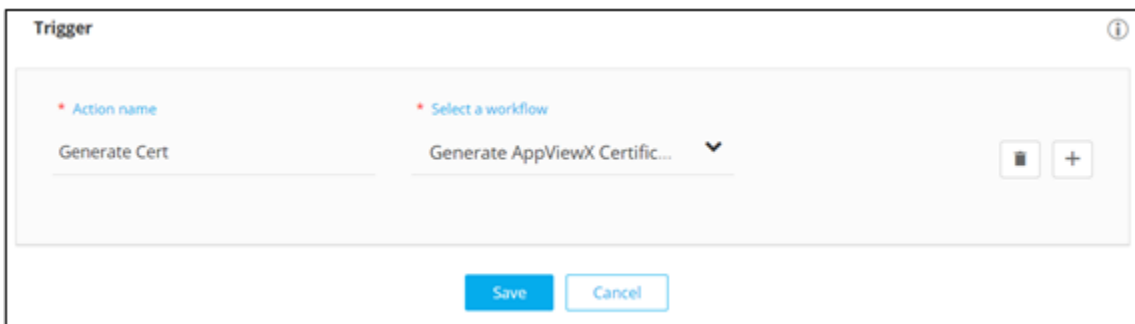 Trigger
* Action name
* Select a workflow
Generate Cert
Generate AppViewX Certific...
Save
Cancel